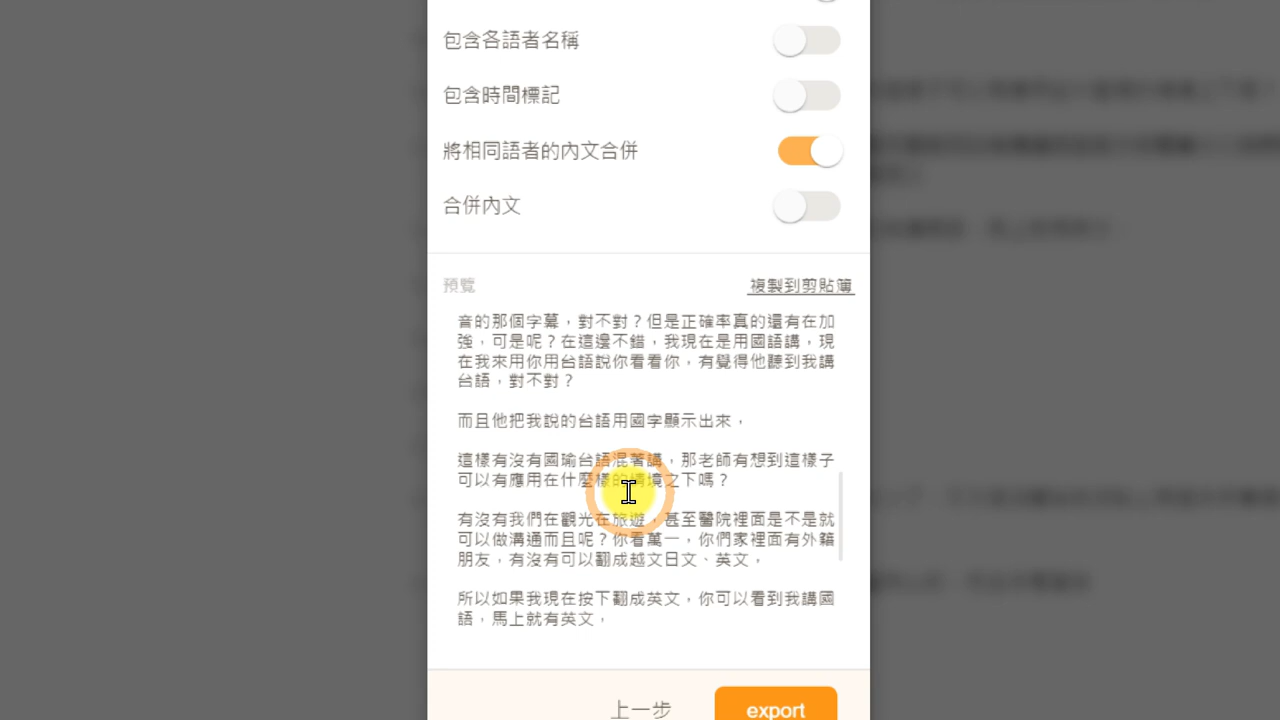 包含各語者名稱
包含時間標記
將相同語者的內文合併
合併內文
預覽
複製到剪貼簿
音的那個字幕，對不對？但是正確率真的還有在加
強，可是呢？在這邊不錯，我現在是用國語講，現
在我來用你用台語說你看看你，有覺得他聽到我講
台語，對不對？
而且他把我說的台語用國字顯示出來，
這樣有沒有國瑜台語混著講，那老師有想到這樣子
可以有應用在什麼樣的情境之下嗎？
有沒有我們在觀光在旅遊，甚至醫院裡面是不是就
可以做溝通而且呢？你看萬一，你們家裡面有外籍
朋友，有沒有可以翻成越文日文、英文，
所以如果我現在按下翻成英文，你可以看到我講國
語，馬上就有英文，
上一步
export